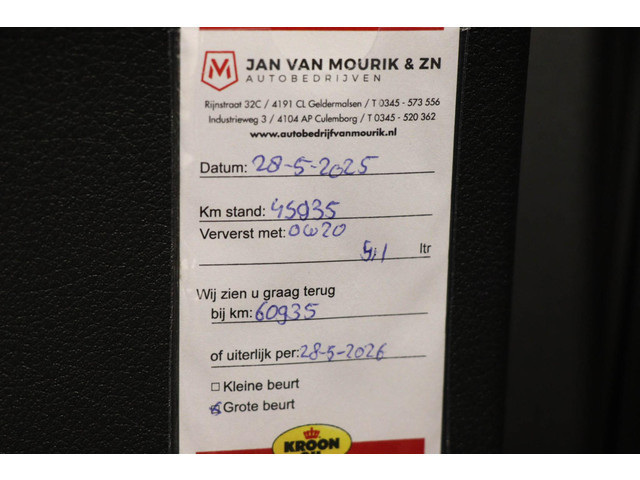 JAN VAN MOURIK & ZN
AUTOBEDRIJVEN
Rijnstraat 32C / 4191 CL Geldermalsen / T 0345 - 573 556
Industrieweg 3 / 4104 AP Culemborg / T 0345 - 520 362
www.autobedrijfvanmourik.nl
Datum: 28-5-2025
Km stand: 45935
Ververst met: 0W20
5,1 ltr
Wij zien u graag terug
bij km: 60935
of uiterlijk per: 28-5-2026
Kleine beurt
Grote beurt
KROON